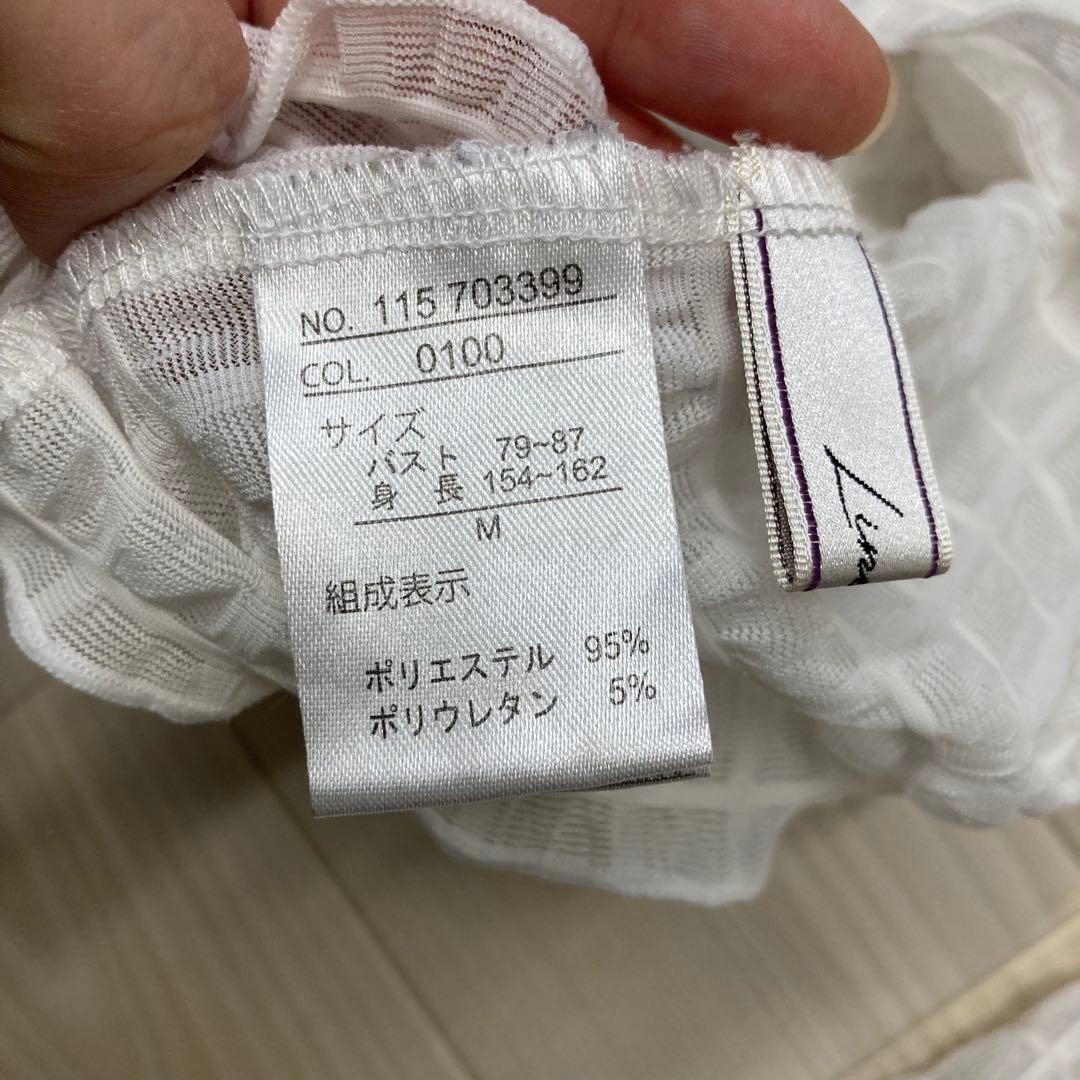 NO. 115 703399
COL. 0100
サイズ
バスト 79~87
身 長 154~162
M
組成表示
ポリエステル 95%
ポリウレタン 5%